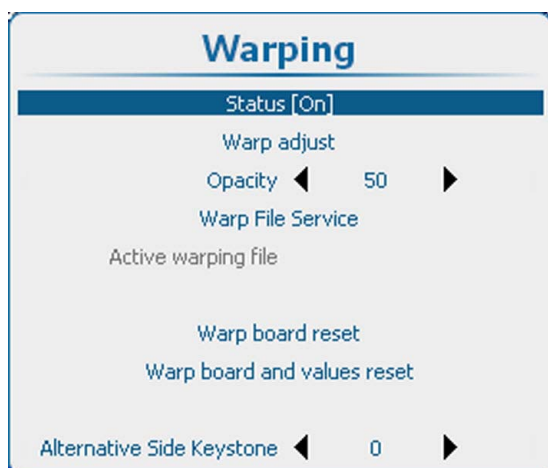 Warping
Status [On]
Warp adjust
Opacity 50
Warp File Service
Active warping file
Warp board reset
Warp board and values reset
Alternative Side Keystone 0